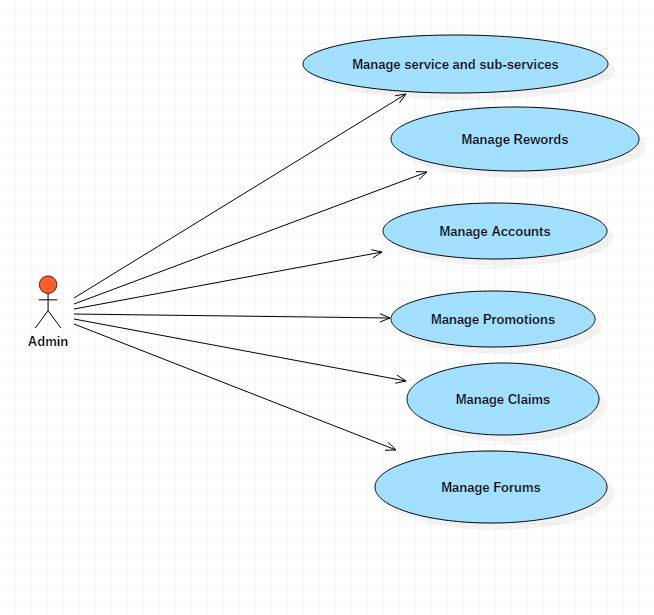 Manage service and sub-services
Manage Rewords
Manage Accounts
Manage Promotions
Admin
Manage Claims
Manage Forums